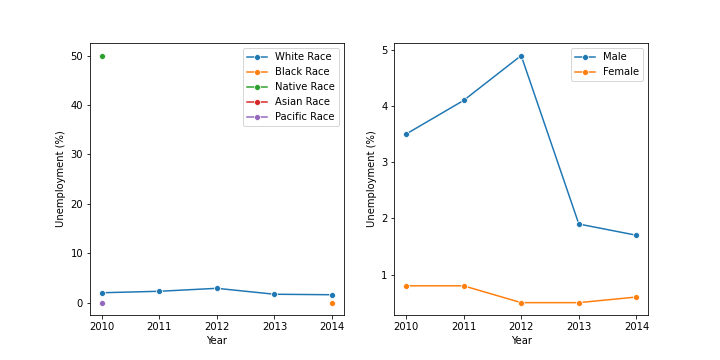 Unemployment (%)
50
40
30
20
10
0
2010 2011 2012 2013 2014
Year
White Race
Black Race
Native Race
Asian Race
Pacific Race
Unemployment (%)
5
4
3
2
1
2010 2011 2012 2013 2014
Year
Male
Female